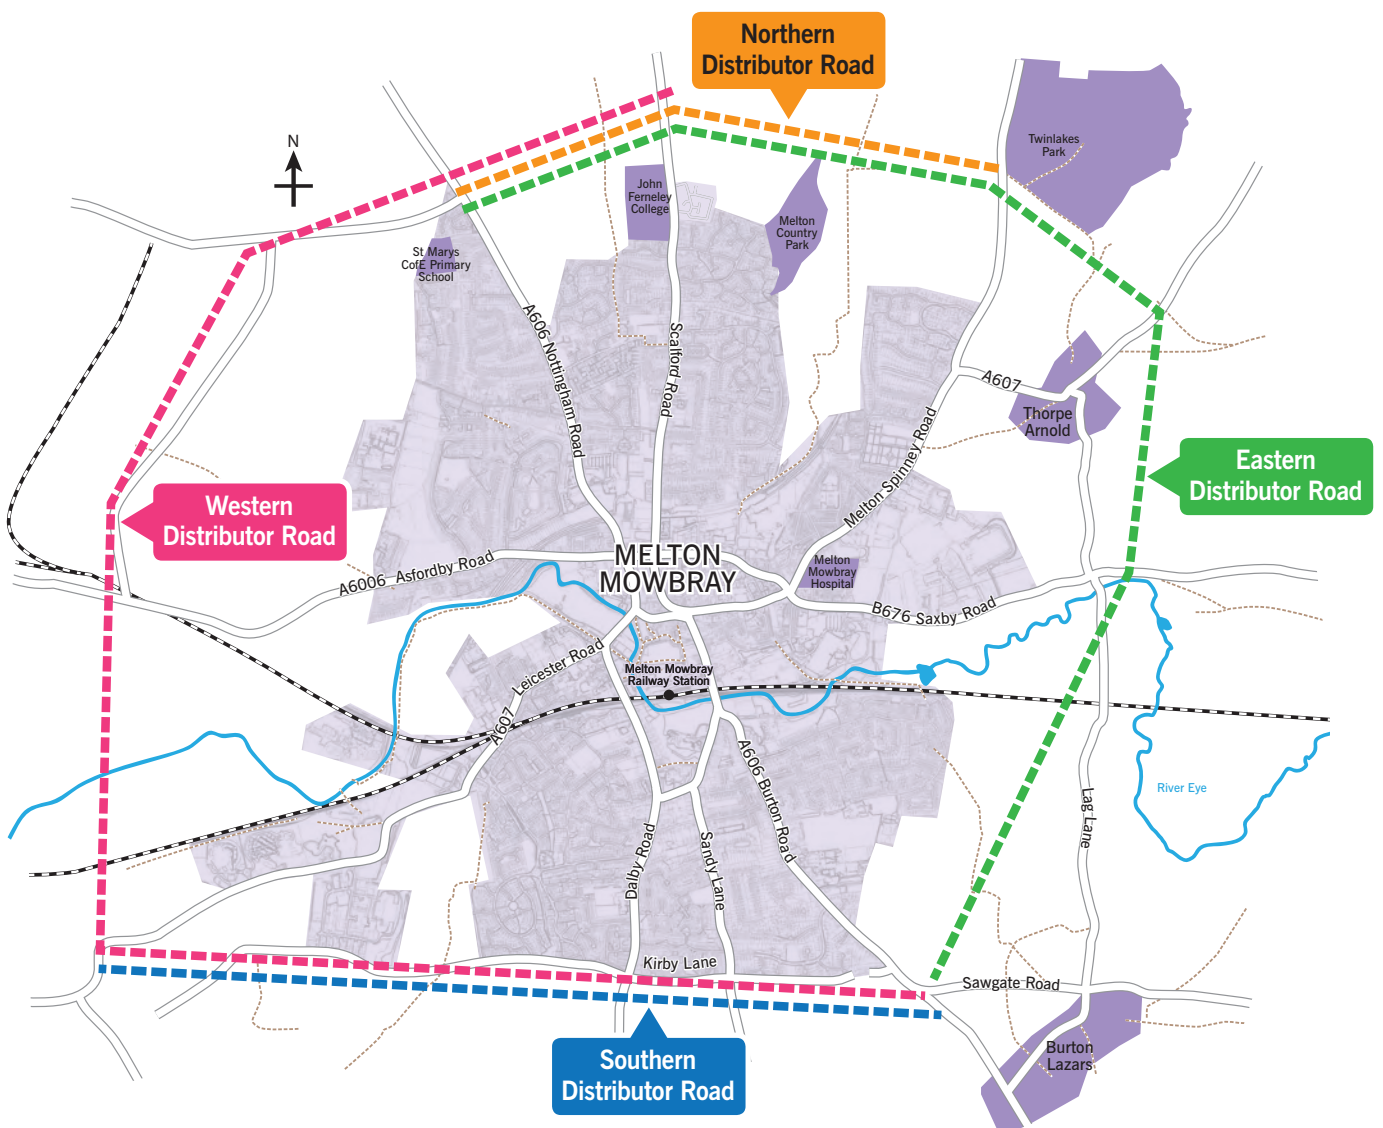 Northern
Distributor Road
N
Twinlakes
Park
John
Ferneley
College
Melton
Country
Park
St Marys
CofE Primary
School
A606 Nottingham Road
Scalford Road
A607
Thorpe
Arnold
Melton Spinney Road
Eastern
Distributor Road
Western
Distributor Road
MELTON
MOWBRAY
Melton
Mowbray
Hospital
A6006 Asfordby Road
B676 Saxby Road
Leicester Road
A607
Melton Mowbray
Railway Station
A606 Burton Road
River Eye
Lag Lane
Dalby Road
Sandy Lane
Kirby Lane
Sawgate Road
Burton
Lazars
Southern
Distributor Road